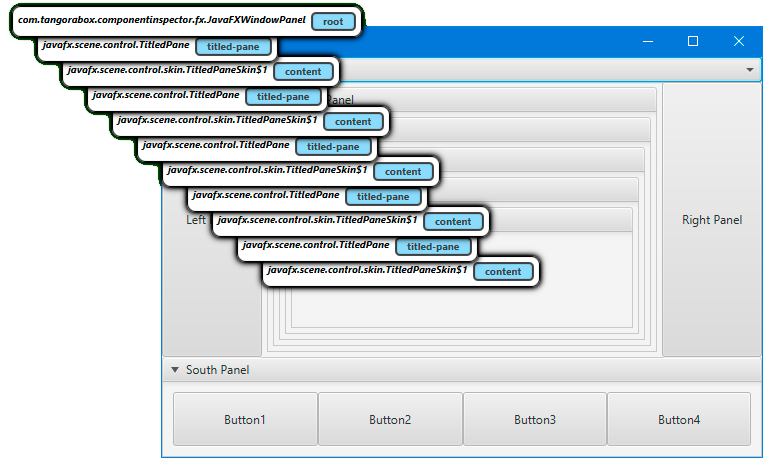 com.tangorabox.componentinspector.fx.JavaFXWindowPanel root
javafx.scene.control.TitledPane titled-pane
javafx.scene.control.skin.TitledPaneSkin$1 content
javafx.scene.control.TitledPane titled-pane
Panel
javafx.scene.control.skin.TitledPaneSkin$1 content
javafx.scene.control.TitledPane titled-pane
javafx.scene.control.skin.TitledPaneSkin$1 content
javafx.scene.control.TitledPane titled-pane
Left
javafx.scene.control.skin.TitledPaneSkin$1 content
Right Panel
javafx.scene.control.TitledPane titled-pane
javafx.scene.control.skin.TitledPaneSkin$1 content
South Panel
Button1 Button2 Button3 Button4